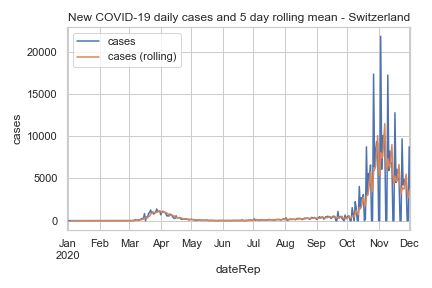 New COVID-19 daily cases and 5 day rolling mean - Switzerland
cases
cases (rolling)
20000
15000
10000
5000
0
cases
Jan Feb Mar Apr May Jun Jul Aug Sep Oct Nov Dec
2020
dateRep